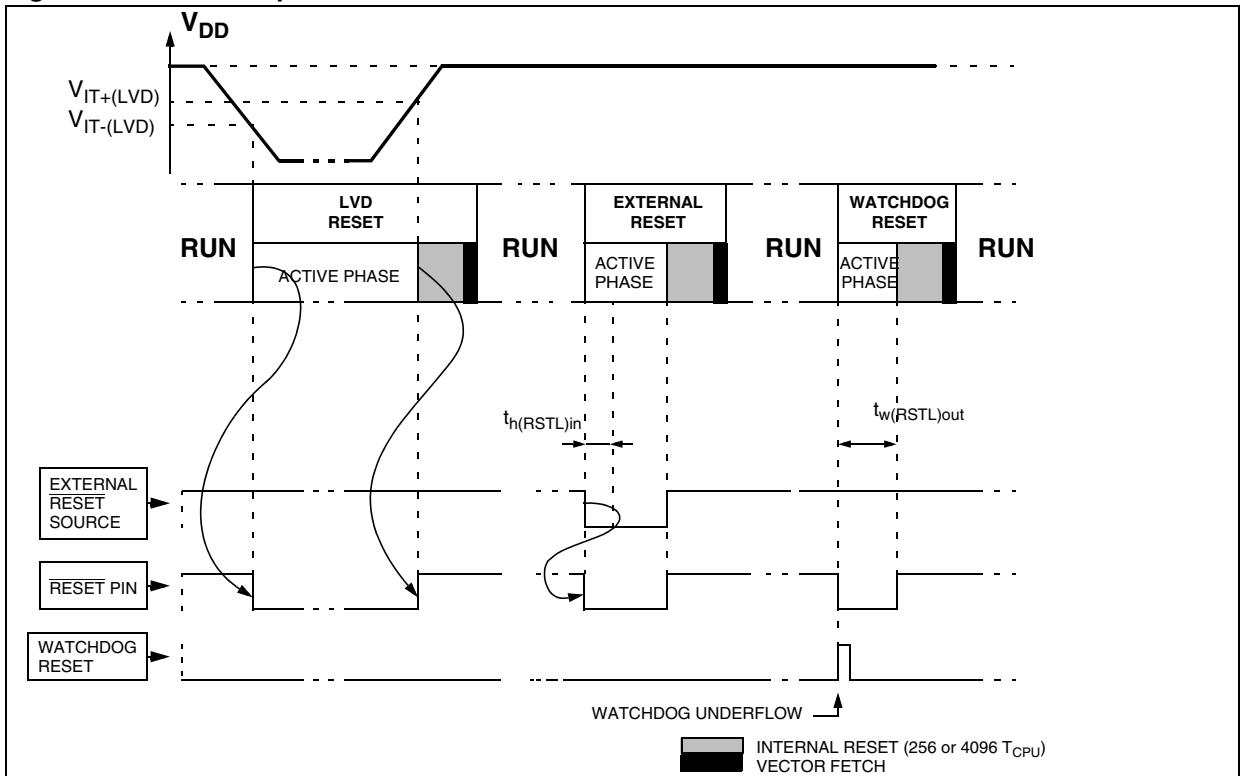 V_DD
V_IT+(LVD)
V_IT-(LVD)
LVD
RESET
EXTERNAL
RESET
WATCHDOG
RESET
RUN
RUN
RUN
RUN
ACTIVE PHASE
ACTIVE
PHASE
ACTIVE
PHASE
t_h(RSTL)in
t_w(RSTL)out
EXTERNAL
RESET
SOURCE
RESET PIN
WATCHDOG
RESET
WATCHDOG UNDERFLOW
INTERNAL RESET (256 or 4096 T_CPU)
VECTOR FETCH